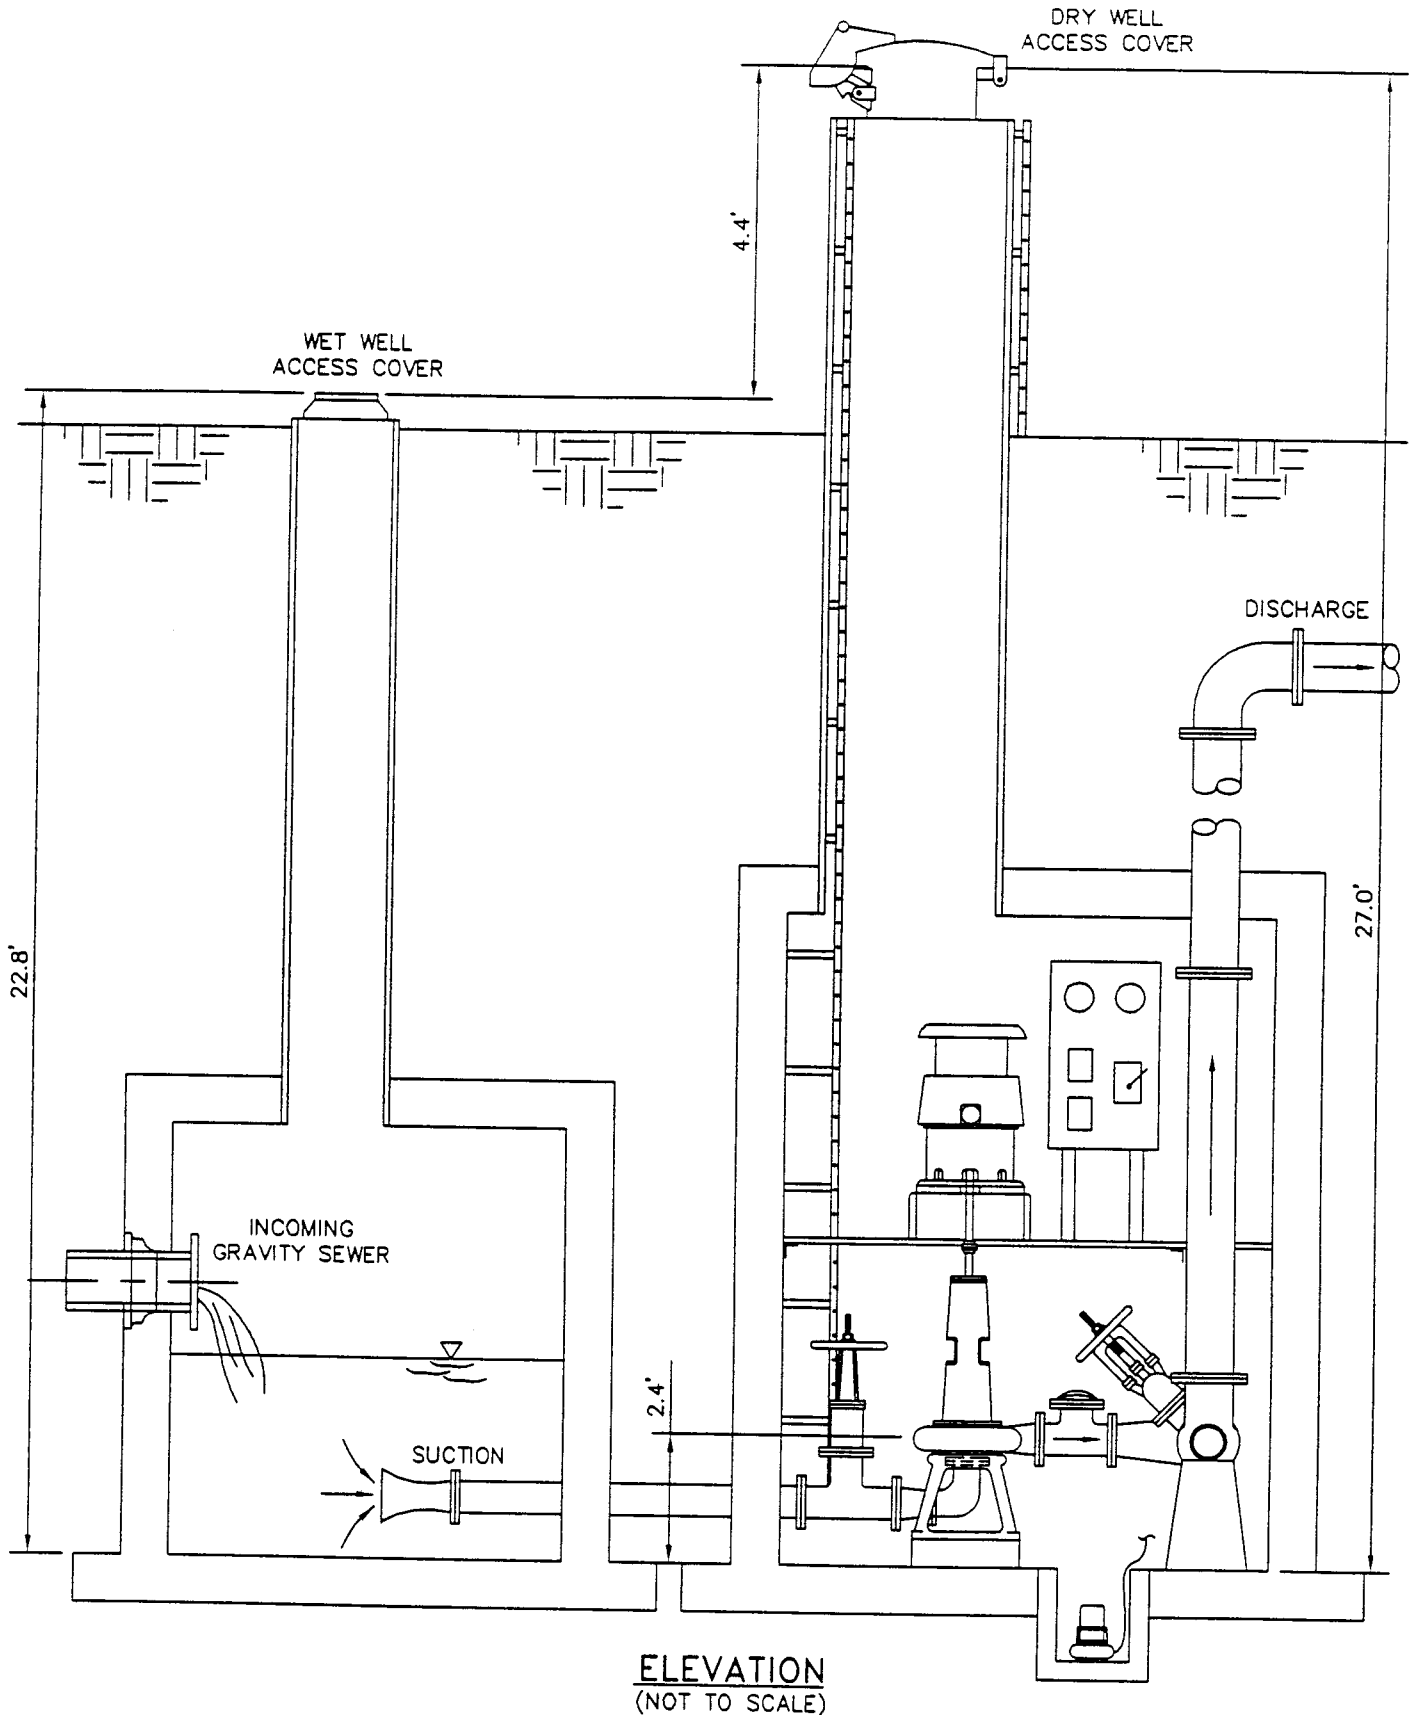 DRY WELL
ACCESS COVER
4.4'
WET WELL
ACCESS COVER
DISCHARGE
22.8'
27.0'
INCOMING
GRAVITY SEWER
2.4'
SUCTION
ELEVATION
(NOT TO SCALE)